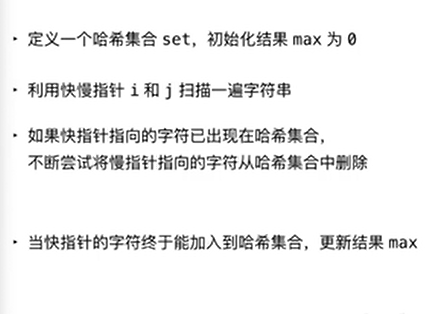 ‣ 定义一个哈希集合 set，初始化结果 max 为 0
‣ 利用快慢指针 i 和 j 扫描一遍字符串
‣ 如果快指针指向的字符已出现在哈希集合，
不断尝试将慢指针指向的字符从哈希集合中删除
‣ 当快指针的字符终于能加入到哈希集合，更新结果 max